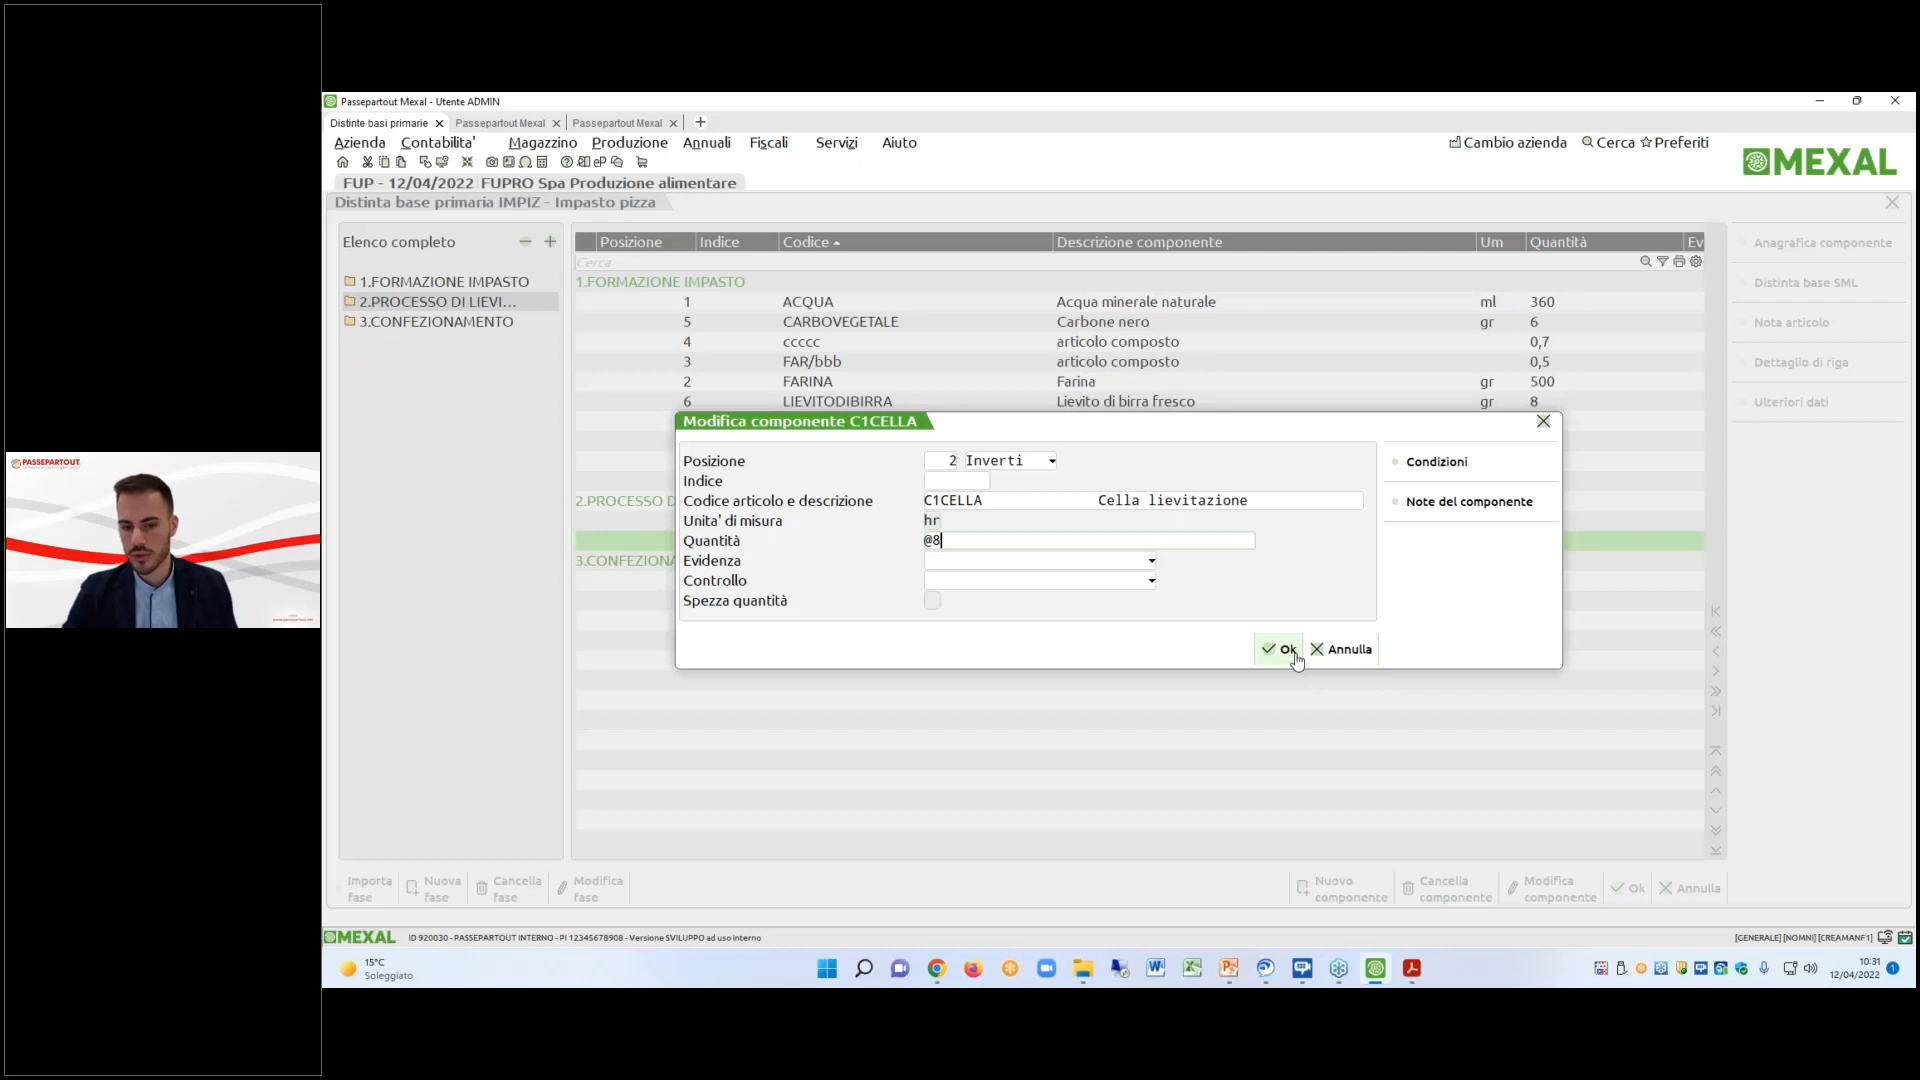 Passepartout Mexal - Utente ADMIN
Distinte basi primarie Passepartout Mexal Passepartout Mexal
Azienda Contabilita' Magazzino Produzione Annuali Fiscali Servizi Aiuto Cambio azienda Cerca Preferiti
MEXAL
FUP - 12/04/2022 FUPRO Spa Produzione alimentare
Distinta base primaria IMPIZ - Impasto pizza
Elenco completo
1.FORMAZIONE IMPASTO
2.PROCESSO DI LIEVI...
3.CONFEZIONAMENTO
Posizione Indice Codice Descrizione componente Um Quantità Ev
Cerca
1.FORMAZIONE IMPASTO
1 ACQUA Acqua minerale naturale ml 360
5 CARBOVEGETALE Carbone nero gr 6
4 ccccc articolo composto 0,7
3 FAR/bbb articolo composto 0,5
2 FARINA Farina gr 500
6 LIEVITODIBIRRA Lievito di birra fresco gr 8
2.PROCESSO D
3.CONFEZIONA
Modifica componente C1CELLA
Posizione 2 Inverti
Indice
Codice articolo e descrizione C1CELLA Cella lievitazione
Unita' di misura hr
Quantità @8
Evidenza
Controllo
Spezza quantità
Condizioni
Note del componente
Ok Annulla
Anagrafica componente
Distinta base SML
Nota articolo
Dettaglio di riga
Ulteriori dati
Importa fase
Nuova fase
Cancella fase
Modifica fase
Nuovo componente
Cancella componente
Modifica componente
Ok Annulla
MEXAL ID 920030 - PASSEPARTOUT INTERNO - PI 12345678908 - Versione SVILUPPO ad uso interno [GENERALE] [NOMNI] [CREAMANF1]
15°C
Soleggiato
10:31
12/04/2022
1
PASSEPARTOUT